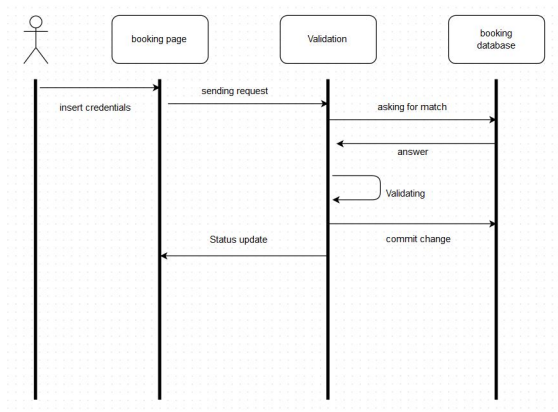 booking page
Validation
booking
database
sending request
insert credentials
asking for match
answer
Validating
Status update
commit change